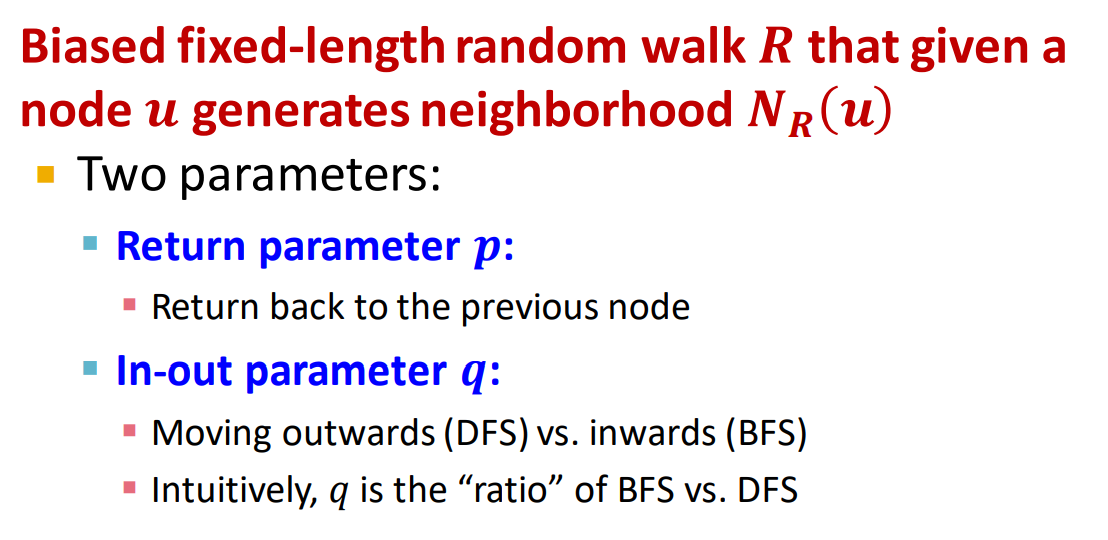 Biased fixed-length random walk R that given a
node u generates neighborhood N_R(u)
▪ Two parameters:
▪ Return parameter p:
▪ Return back to the previous node
▪ In-out parameter q:
▪ Moving outwards (DFS) vs. inwards (BFS)
▪ Intuitively, q is the “ratio” of BFS vs. DFS